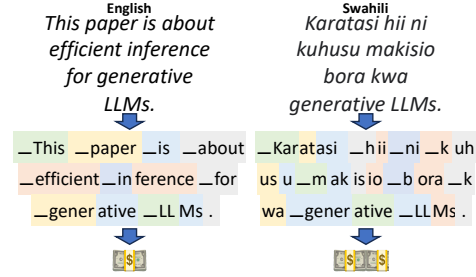 English
This paper is about
efficient inference
for generative
LLMs.
_This _paper _is _about
_efficient _in ference _for
_gener ative _LL Ms .
Swahili
Karatasi hii ni
kuhusu makisio
bora kwa
generative LLMs.
_Karatasi _h ii _ni _k uh
us u _m ak is io _b ora _k
wa _gener ative _LL Ms .